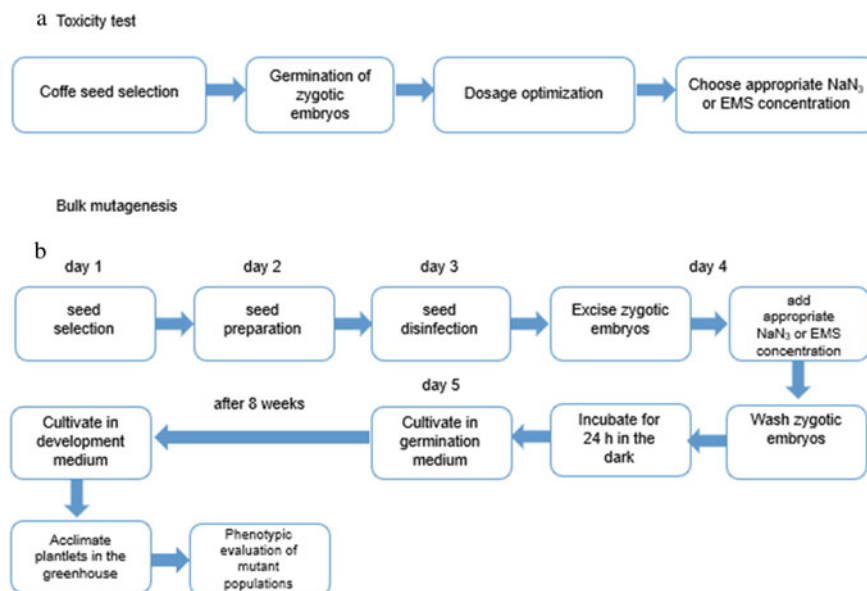 a Toxicity test
Coffe seed selection
Germination of
zygotic
embryos
Dosage optimization
Choose appropriate NaN₃
or EMS concentration
Bulk mutagenesis
b
day 1
day 2
day 3
day 4
seed
selection
seed
preparation
seed
disinfection
Excise zygotic
embryos
add
appropriate
NaN₃ or EMS
concentration
Wash zygotic
embryos
Incubate for
24 h in the
dark
day 5
Cultivate in
germination
medium
after 8 weeks
Cultivate in
development
medium
Acclimate
plantlets in the
greenhouse
Phenotypic
evaluation of
mutant
populations